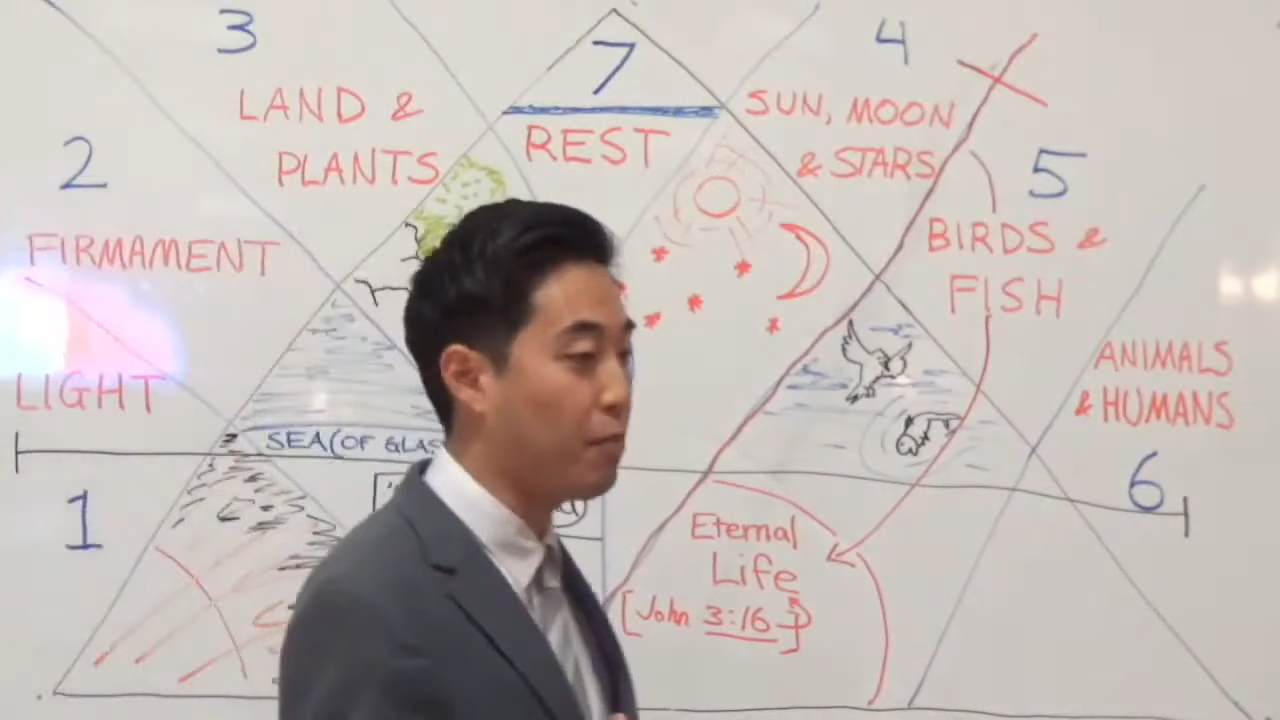 3
LAND &
PLANTS
7
REST
4
SUN, MOON
& STARS
2
FIRMAMENT
5
BIRDS &
FISH
LIGHT
SEA (OF GLAS
ANIMALS
& HUMANS
1
6
Eternal
Life
[John 3:16]